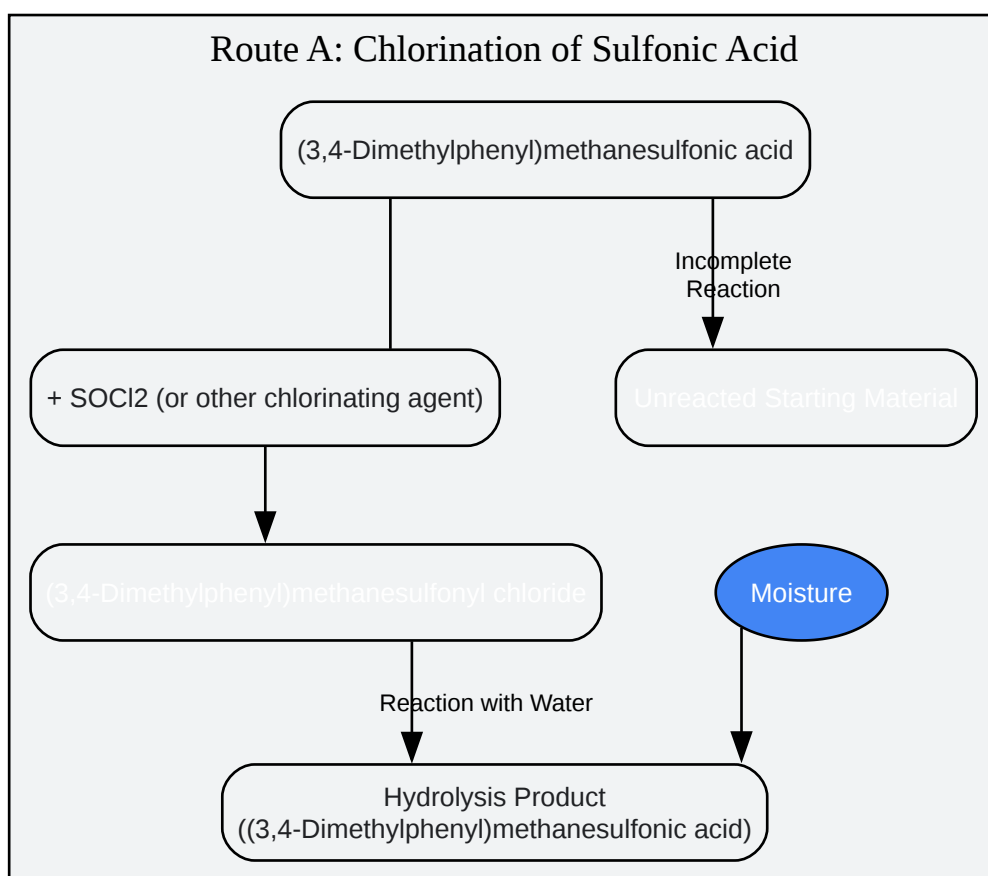 Route A: Chlorination of Sulfonic Acid
(3,4-Dimethylphenyl)methanesulfonic acid
Incomplete
Reaction
+ SOCl2 (or other chlorinating agent)
Unreacted Starting Material
(3,4-Dimethylphenyl)methanesulfonyl chloride
Moisture
Reaction with Water
Hydrolysis Product
((3,4-Dimethylphenyl)methanesulfonic acid)